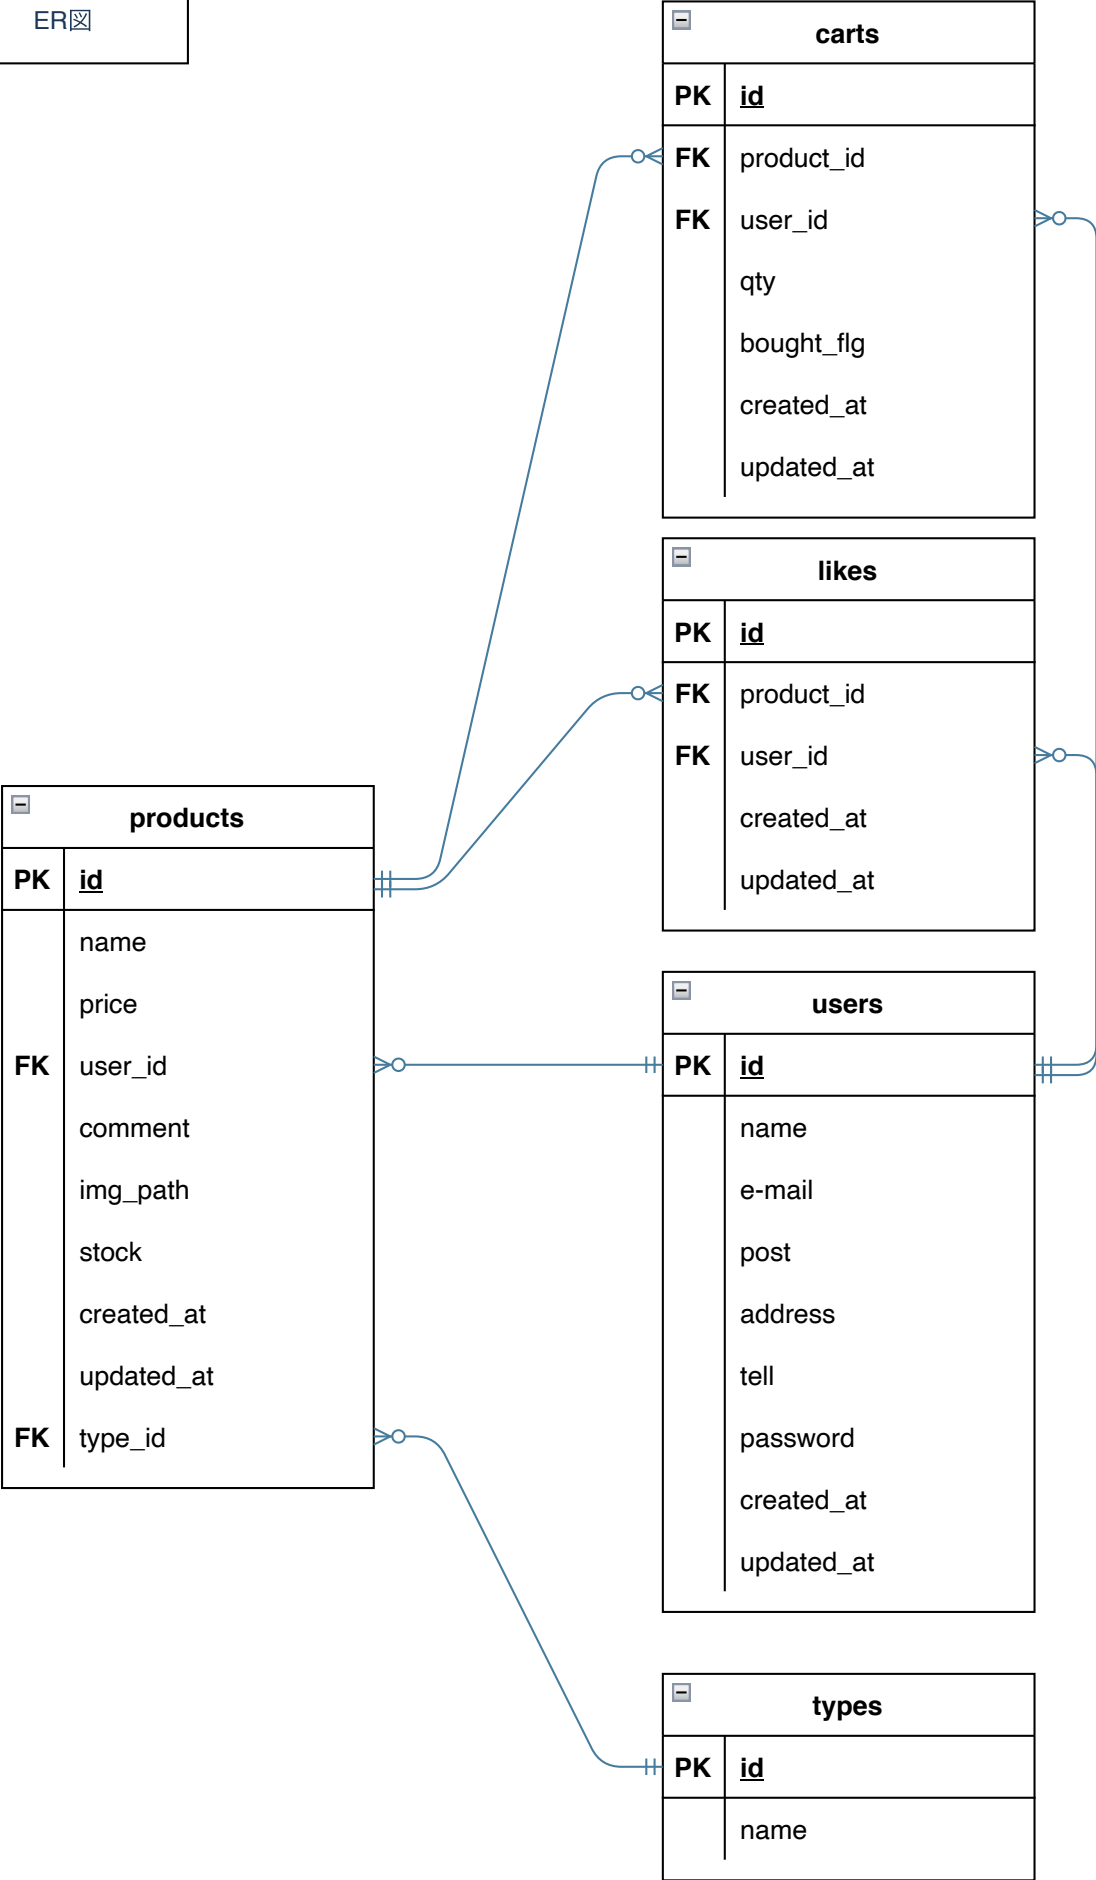 ER図
carts
PK id
FK product_id
FK user_id
qty
bought_flg
created_at
updated_at
likes
PK id
FK product_id
FK user_id
created_at
updated_at
products
PK id
name
price
FK user_id
comment
img_path
stock
created_at
updated_at
FK type_id
users
PK id
name
e-mail
post
address
tell
password
created_at
updated_at
types
PK id
name